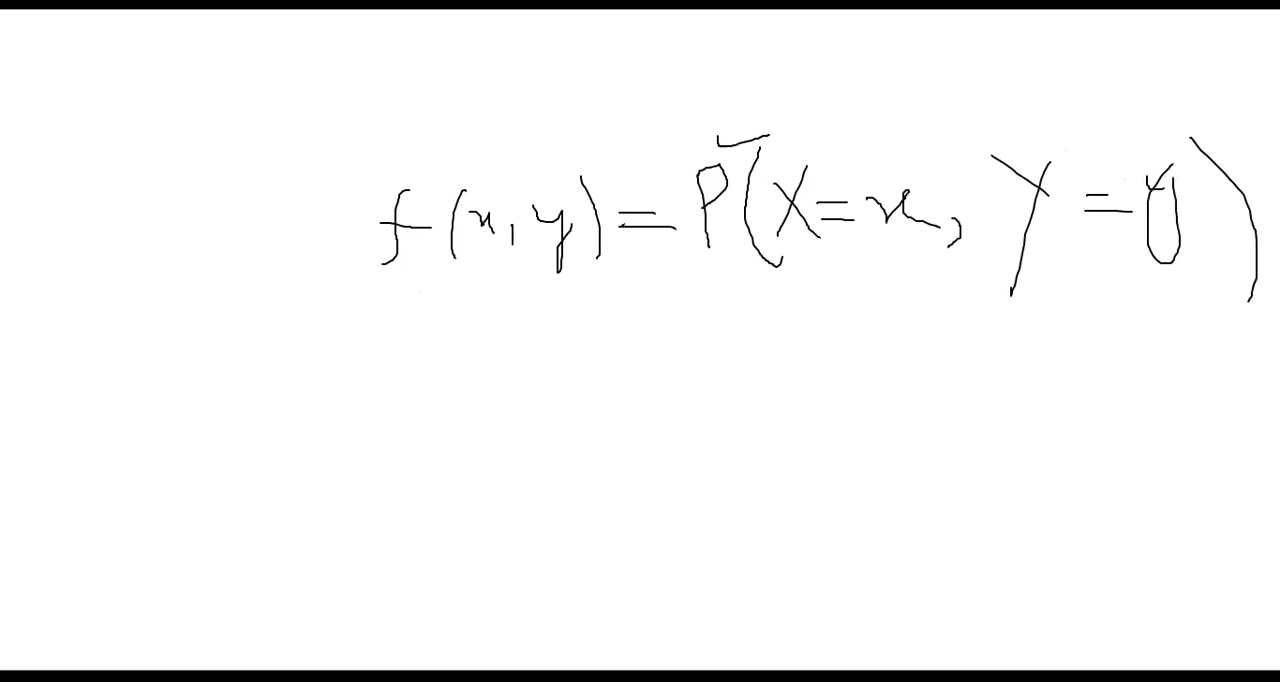 f(x, y) = P(X = x, Y = y)